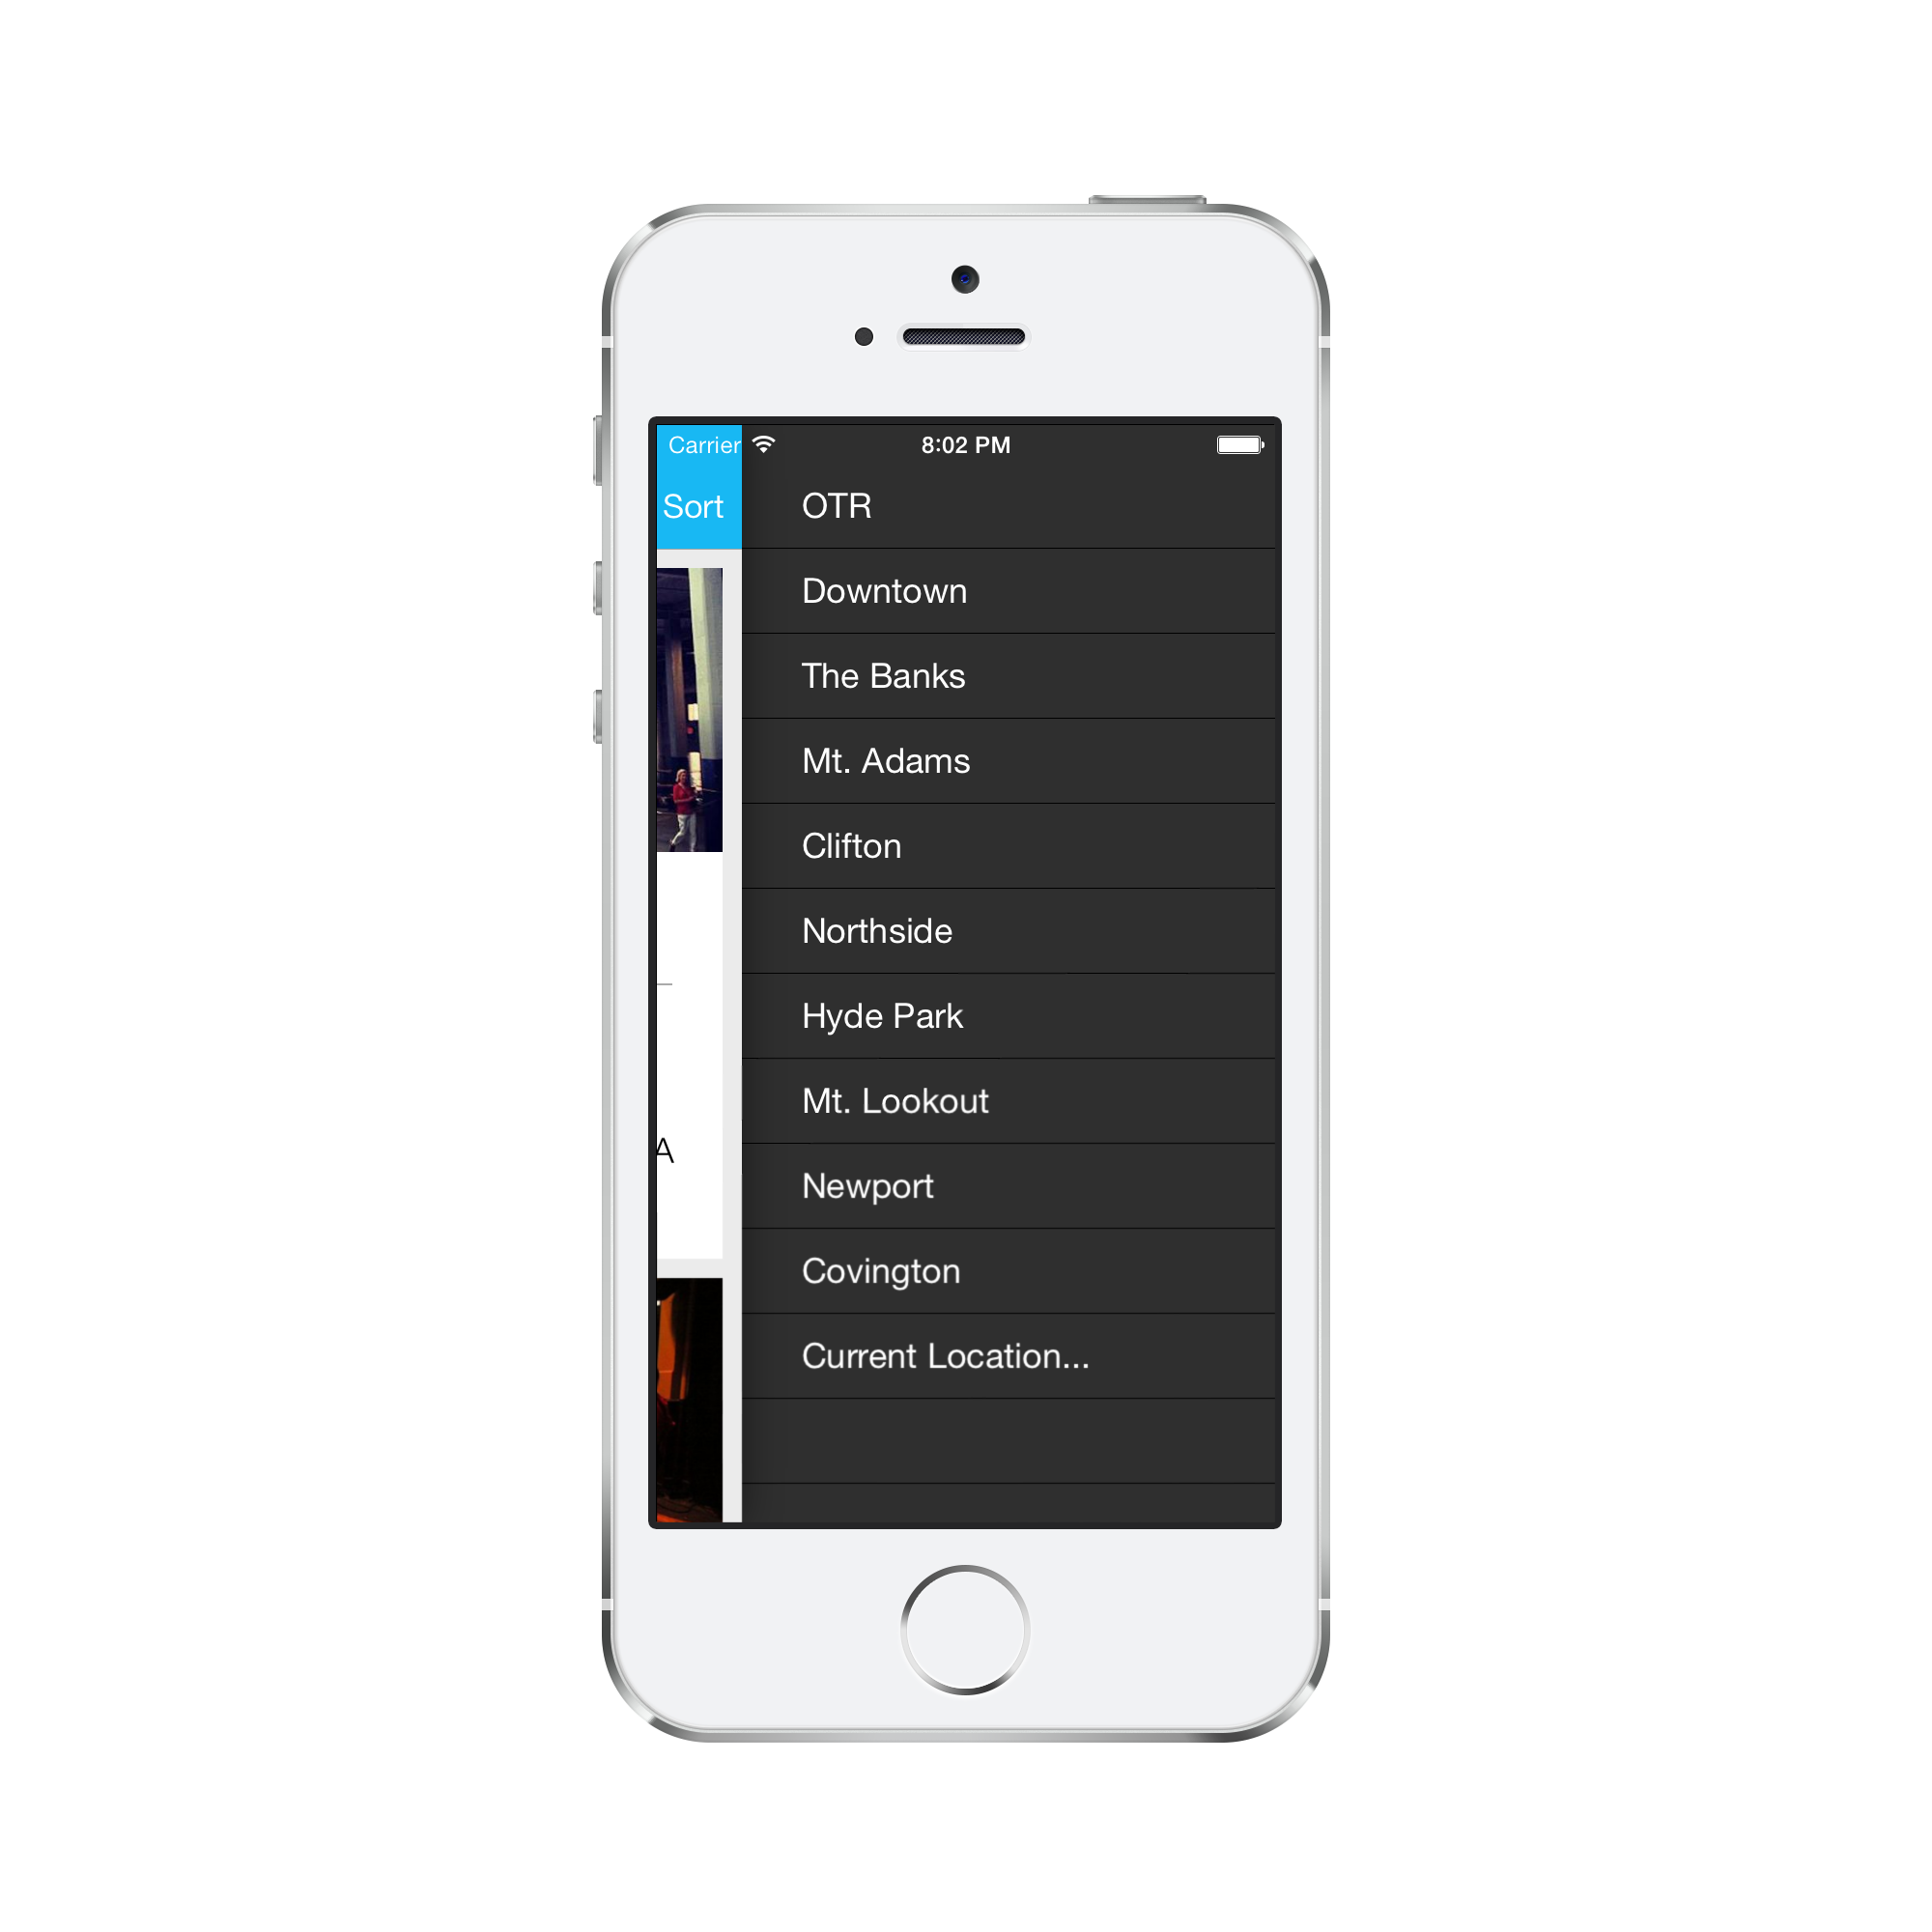 Carrier 8:02 PM
Sort
OTR
Downtown
The Banks
Mt. Adams
Clifton
Northside
Hyde Park
Mt. Lookout
A
Newport
Covington
Current Location...